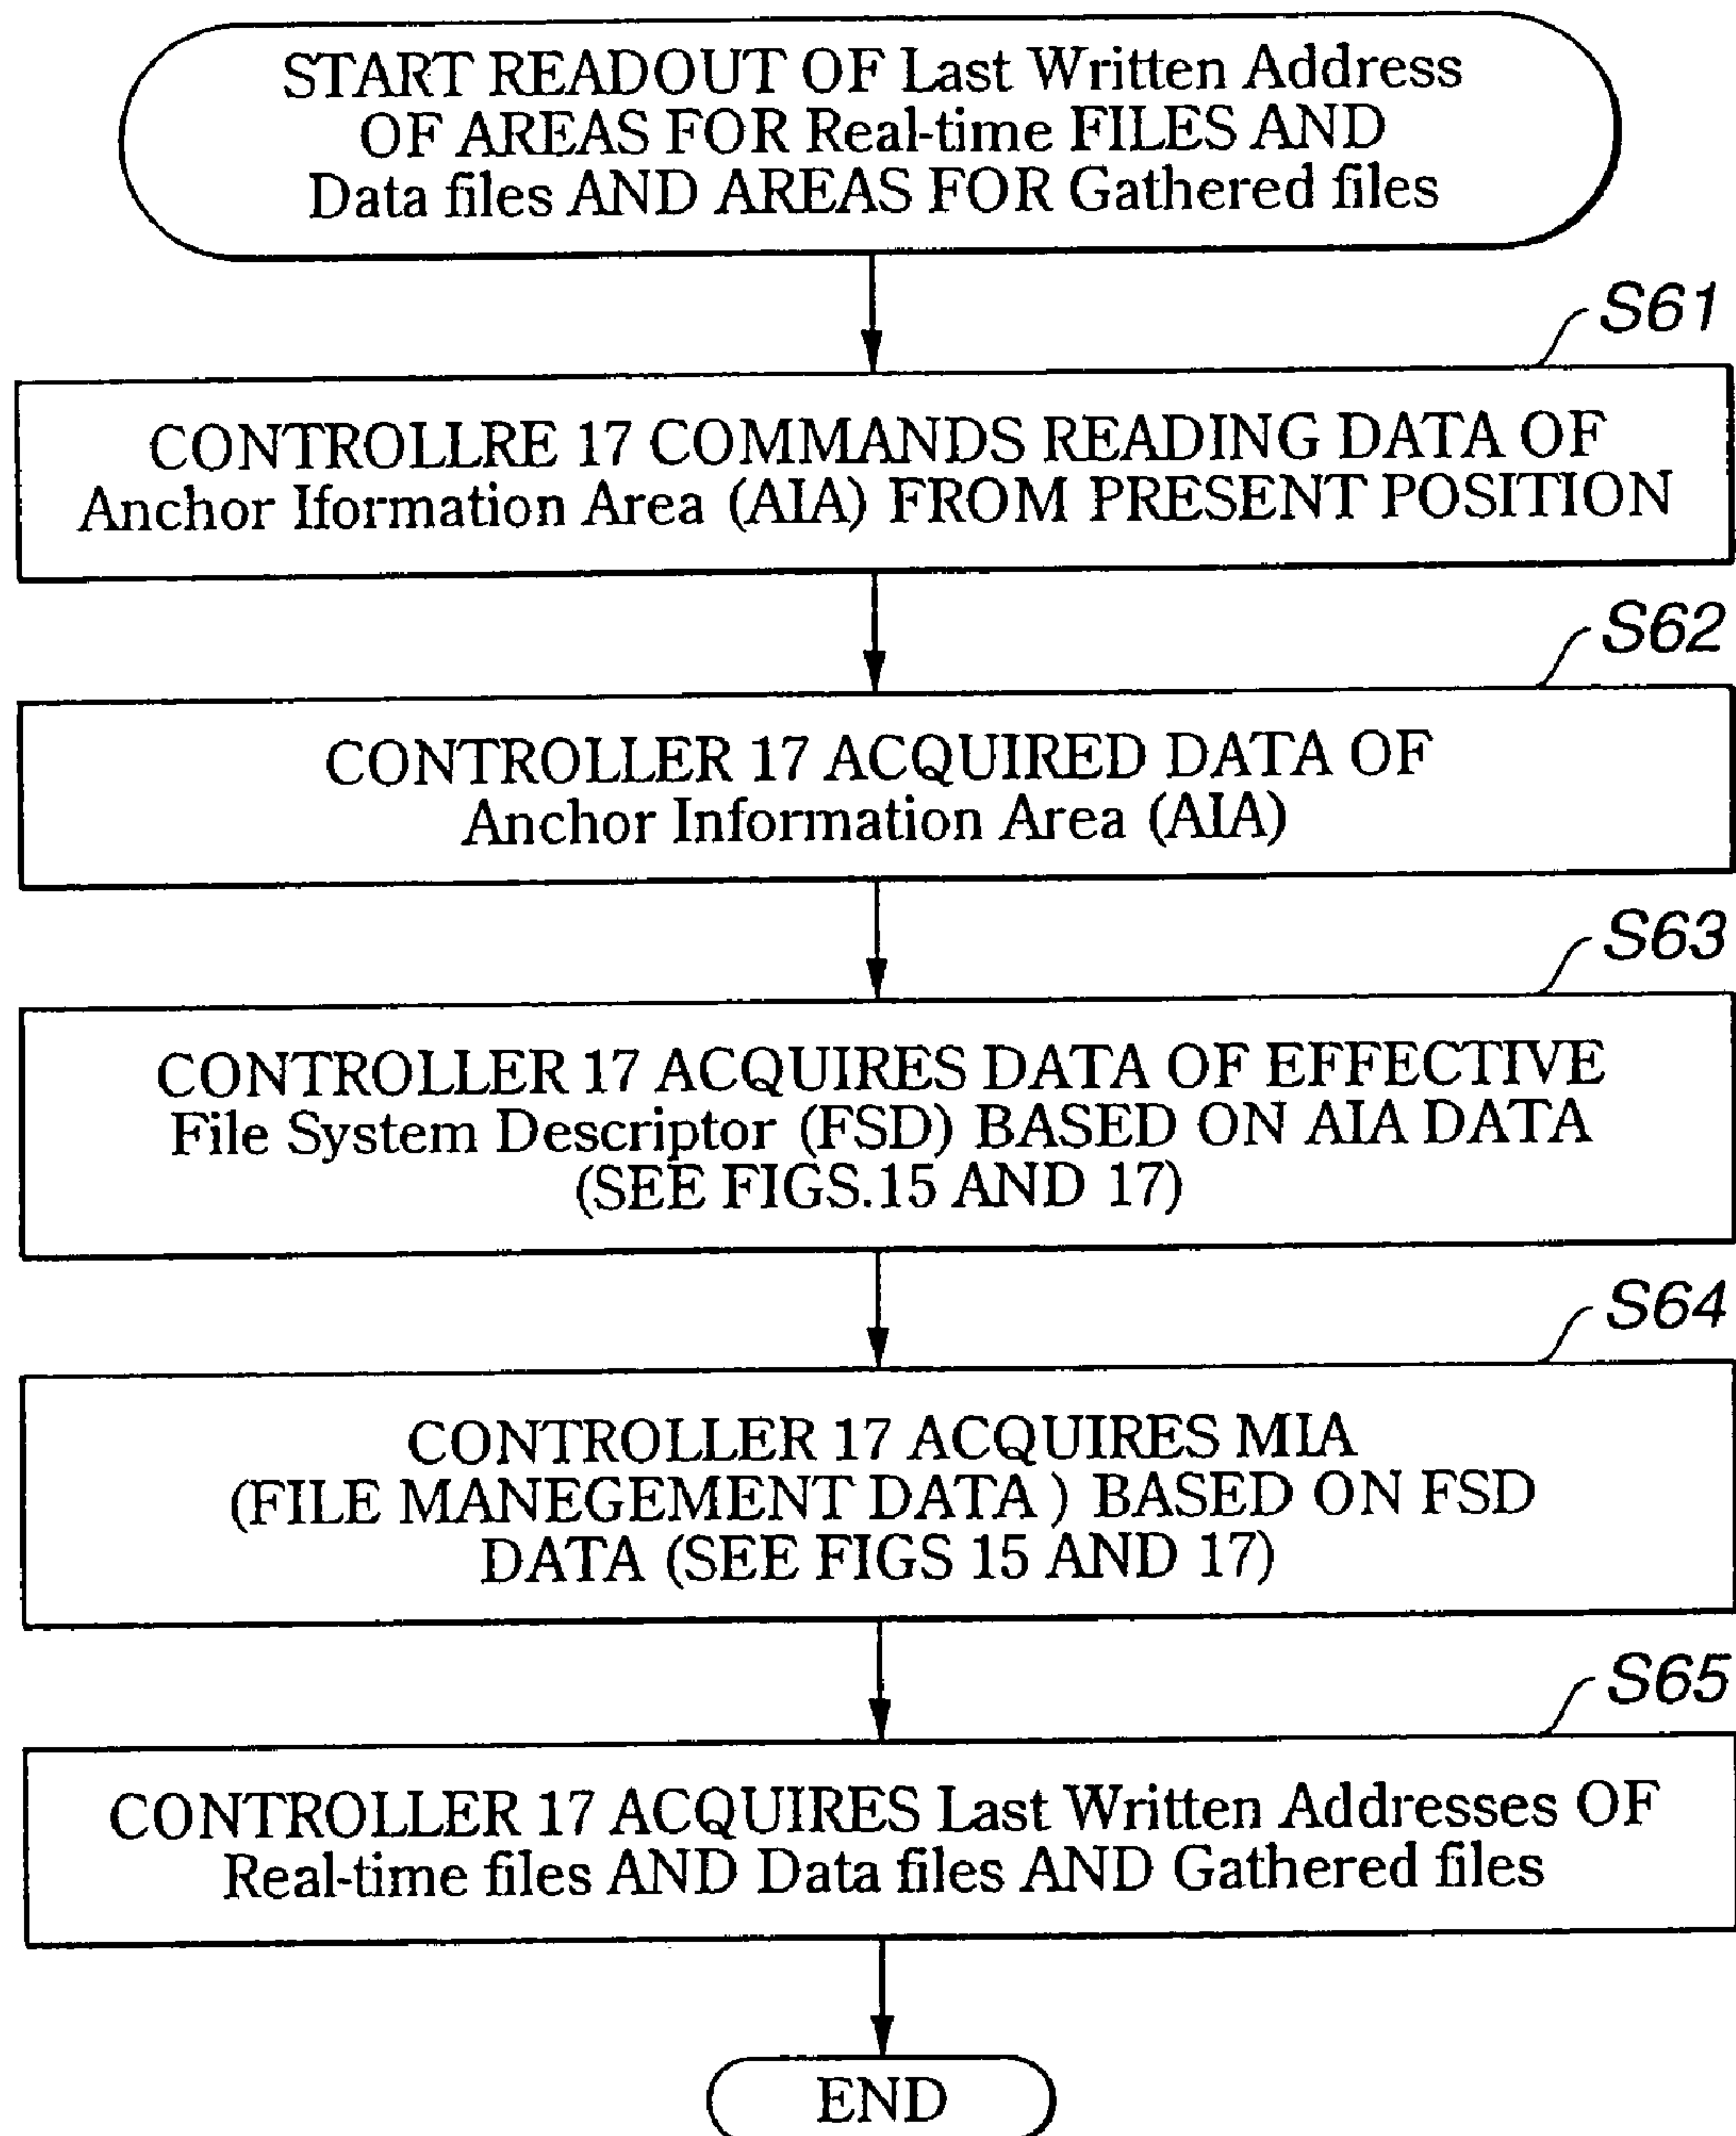 START READOUT OF Last Written Address
OF AREAS FOR Real-time FILES AND
Data files AND AREAS FOR Gathered files
S61
CONTROLLRE 17 COMMANDS READING DATA OF
Anchor Iformation Area (AIA) FROM PRESENT POSITION
S62
CONTROLLER 17 ACQUIRED DATA OF
Anchor Information Area (AIA)
S63
CONTROLLER 17 ACQUIRES DATA OF EFFECTIVE
File System Descriptor (FSD) BASED ON AIA DATA
(SEE FIGS.15 AND 17)
S64
CONTROLLER 17 ACQUIRES MIA
(FILE MANEGEMENT DATA) BASED ON FSD
DATA (SEE FIGS 15 AND 17)
S65
CONTROLLER 17 ACQUIRES Last Written Addresses OF
Real-time files AND Data files AND Gathered files
END